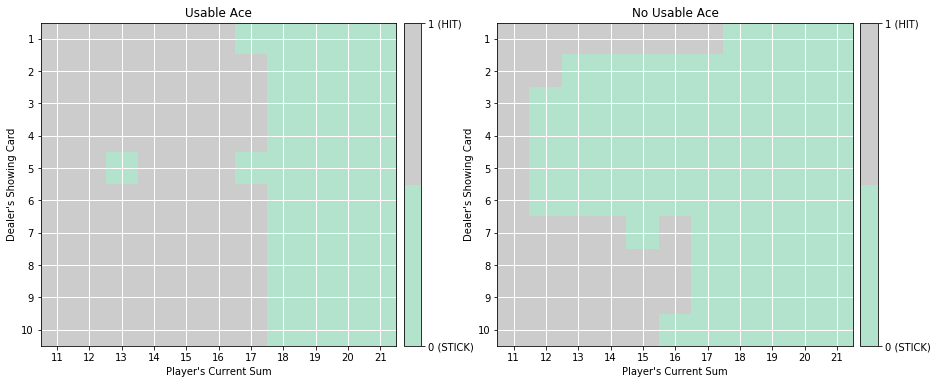 Usable Ace
1
2
3
4
5
6
7
8
9
10
Dealer's Showing Card
11 12 13 14 15 16 17 18 19 20 21
Player's Current Sum
1 (HIT)
0 (STICK)
No Usable Ace
1
2
3
4
5
6
7
8
9
10
Dealer's Showing Card
11 12 13 14 15 16 17 18 19 20 21
Player's Current Sum
1 (HIT)
0 (STICK)